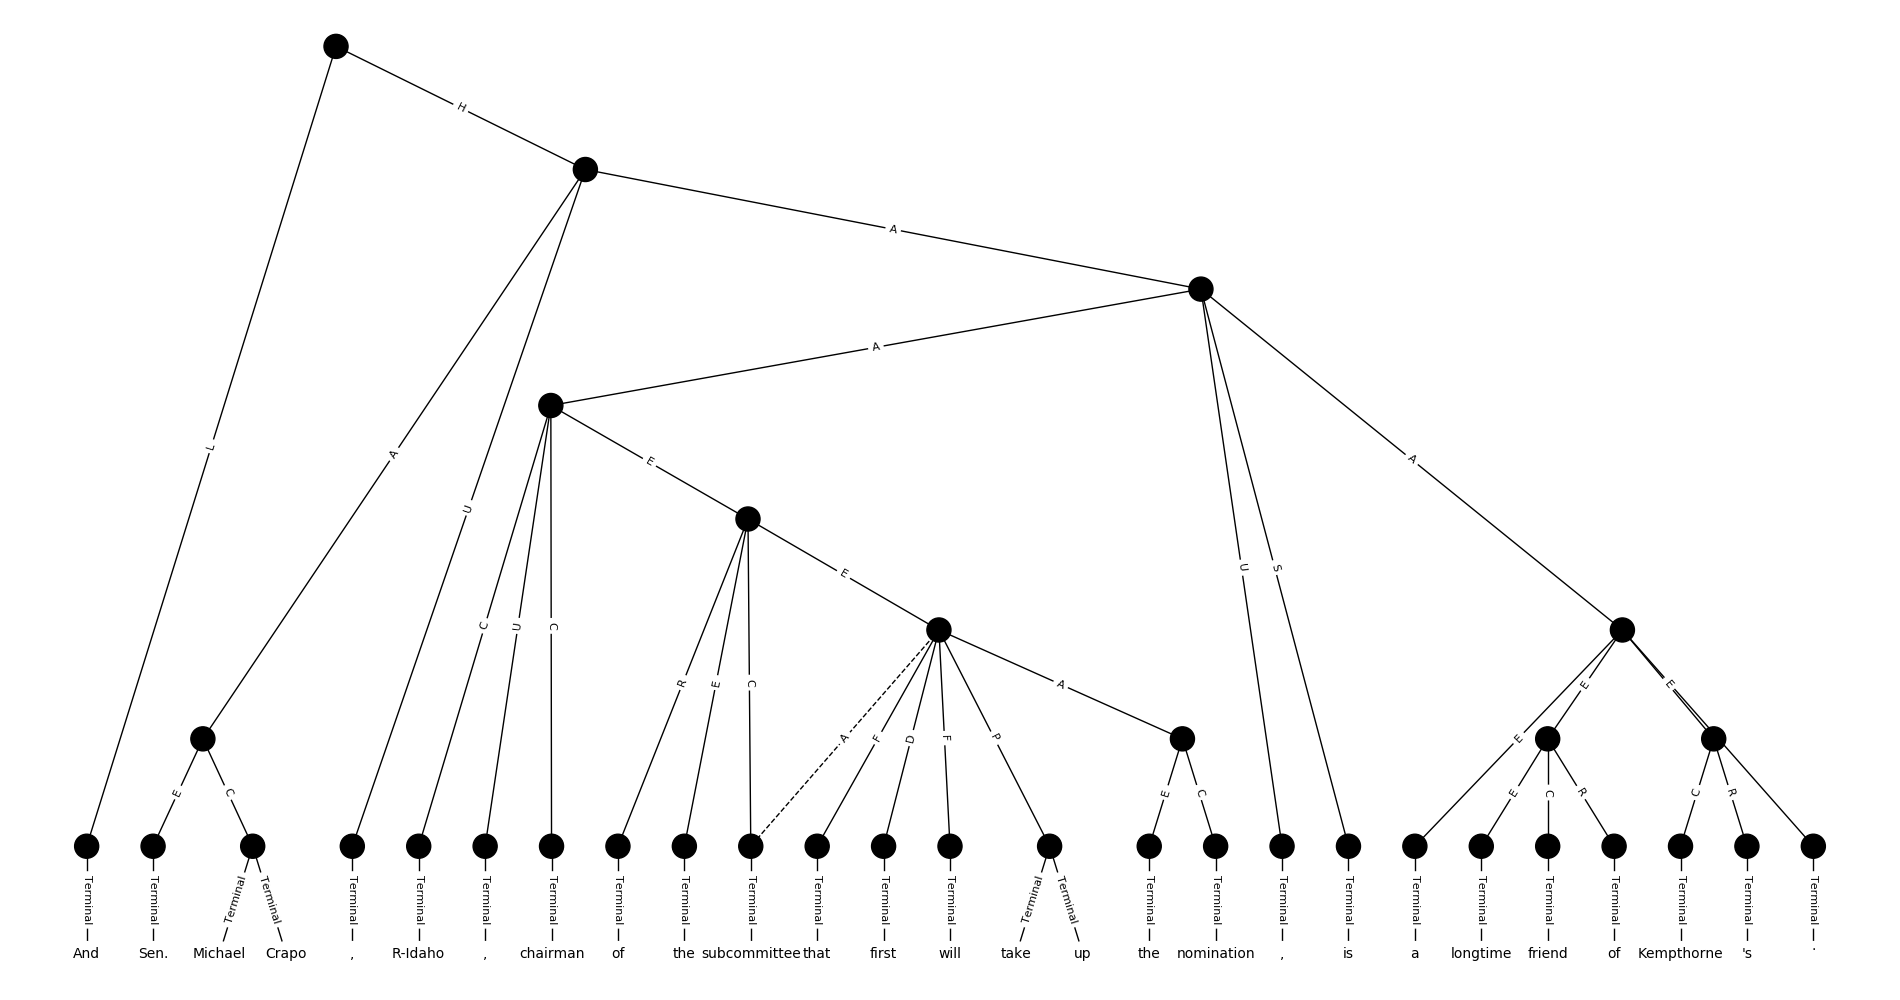 H
A
A
L
A
A
E
U
E
U
S
C
U
C
R
E
C
A
E
E
A
F
D
F
P
E
E
C
E
C
E
C
R
C
R
Terminal Terminal Terminal Terminal Terminal Terminal Terminal Terminal Terminal Terminal Terminal Terminal Terminal Terminal Terminal Terminal Terminal Terminal Terminal Terminal Terminal Terminal Terminal Terminal Terminal Terminal Terminal
And Sen. Michael Crapo , R-Idaho , chairman of the subcommittee that first will take up the nomination , is a longtime friend of Kempthorne 's .